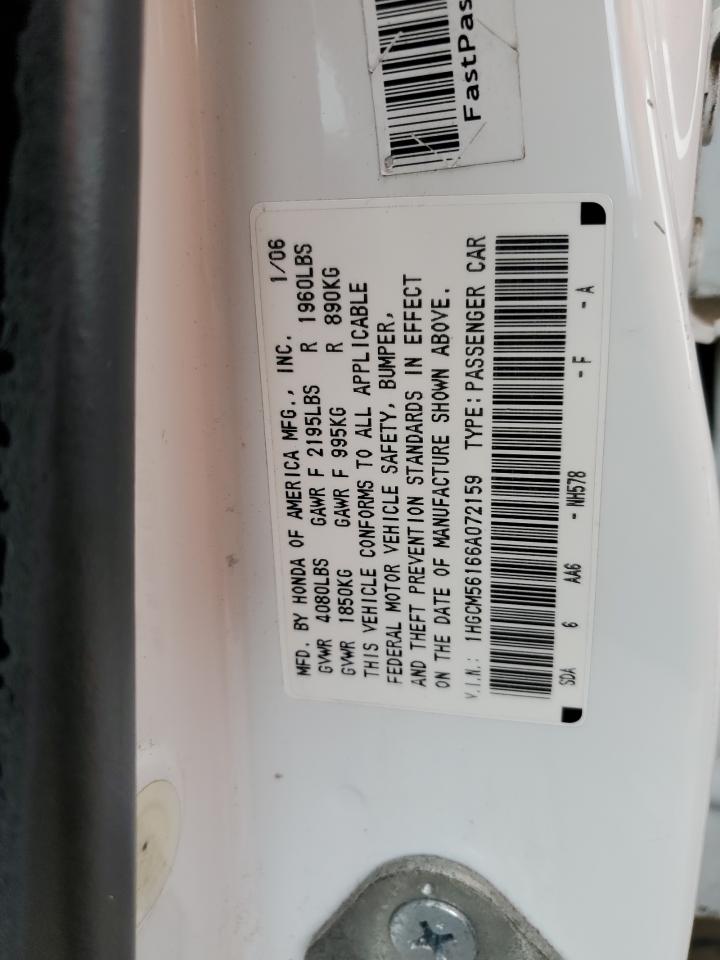 FastPas
MFD. BY HONDA OF AMERICA MFG., INC. 1/06
GVWR 4080LBS GAWR F 2195LBS R 1960LBS
GVWR 1850KG GAWR F 995KG R 890KG
THIS VEHICLE CONFORMS TO ALL APPLICABLE
FEDERAL MOTOR VEHICLE SAFETY, BUMPER,
AND THEFT PREVENTION STANDARDS IN EFFECT
ON THE DATE OF MANUFACTURE SHOWN ABOVE.
V.I.N.: 1HGCM56166A072159 TYPE: PASSENGER CAR
SDA 6 AA6 - NH578 - F - A